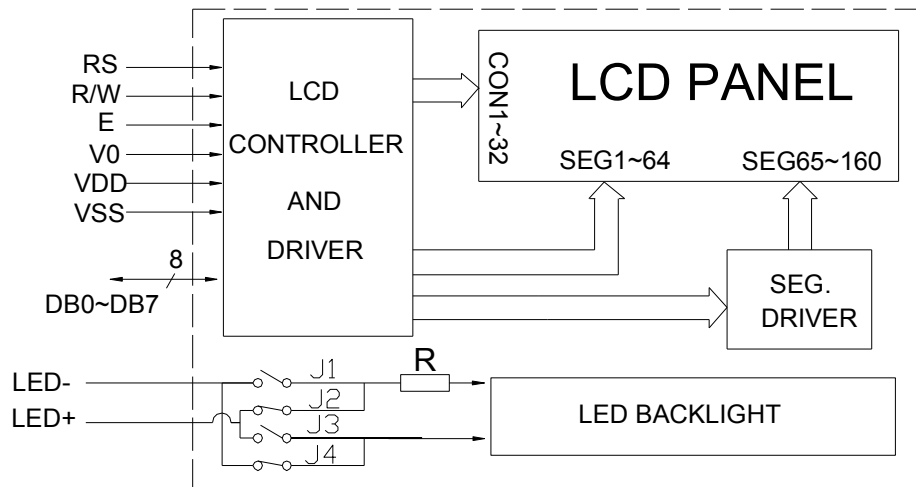 RS
R/W
E
V0
VDD
VSS
8
DB0~DB7
LCD
CONTROLLER
AND
DRIVER
CON1~32
LCD PANEL
SEG1~64
SEG65~160
SEG.
DRIVER
LED-
LED+
J1
J2
J3
J4
R
LED BACKLIGHT